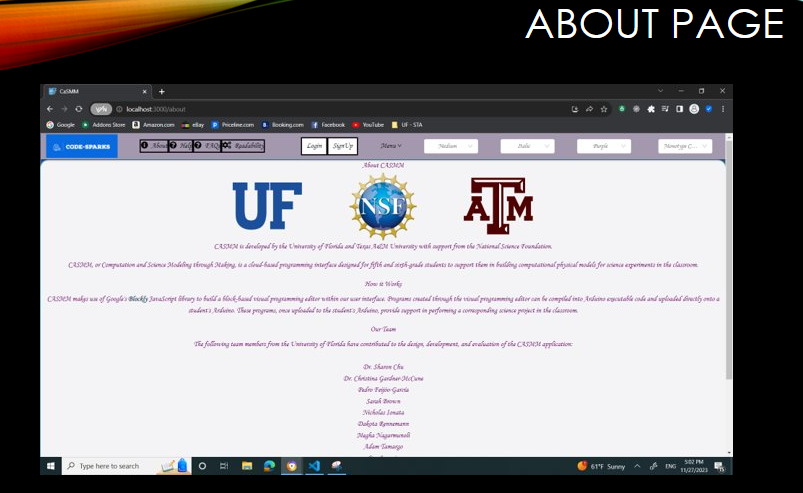 ABOUT PAGE
CaSMM
VPN localhost:3000/about
Google Addons Store Amazon.com eBay Priceline.com Booking.com Facebook YouTube UF - STA
CODE-SPARKS About Help FAQ Readability Login SignUp Menu Medium Italic Purple Monotype C...
About CASMM
UF NSF ATM
CASMM is developed by the University of Florida and Texas A&M University with support from the National Science Foundation.
CASMM, or Computation and Science Modeling through Making, is a cloud-based programming interface designed for fifth and sixth-grade students to support them in building computational physical models for science experiments in the classroom.
How it Works
CASMM makes use of Google's Blockly JavaScript library to build a block-based visual programming editor within our user interface. Programs created through the visual programming editor can be compiled into Arduino executable code and uploaded directly onto a
student's Arduino. These programs, once uploaded to the student's Arduino, provide support in performing a corresponding science project in the classroom.
Our Team
The following team members from the University of Florida have contributed to the design, development, and evaluation of the CASMM application:
Dr. Sharon Chu
Dr. Christina Gardner-McCune
Pedro Feijóo-García
Sarah Brown
Nicholas Ionata
Dakota Rennemann
Nagha Nagarmunoli
Adam Tamargo
Type here to search 61°F Sunny ENG 5:02 PM
11/27/2023